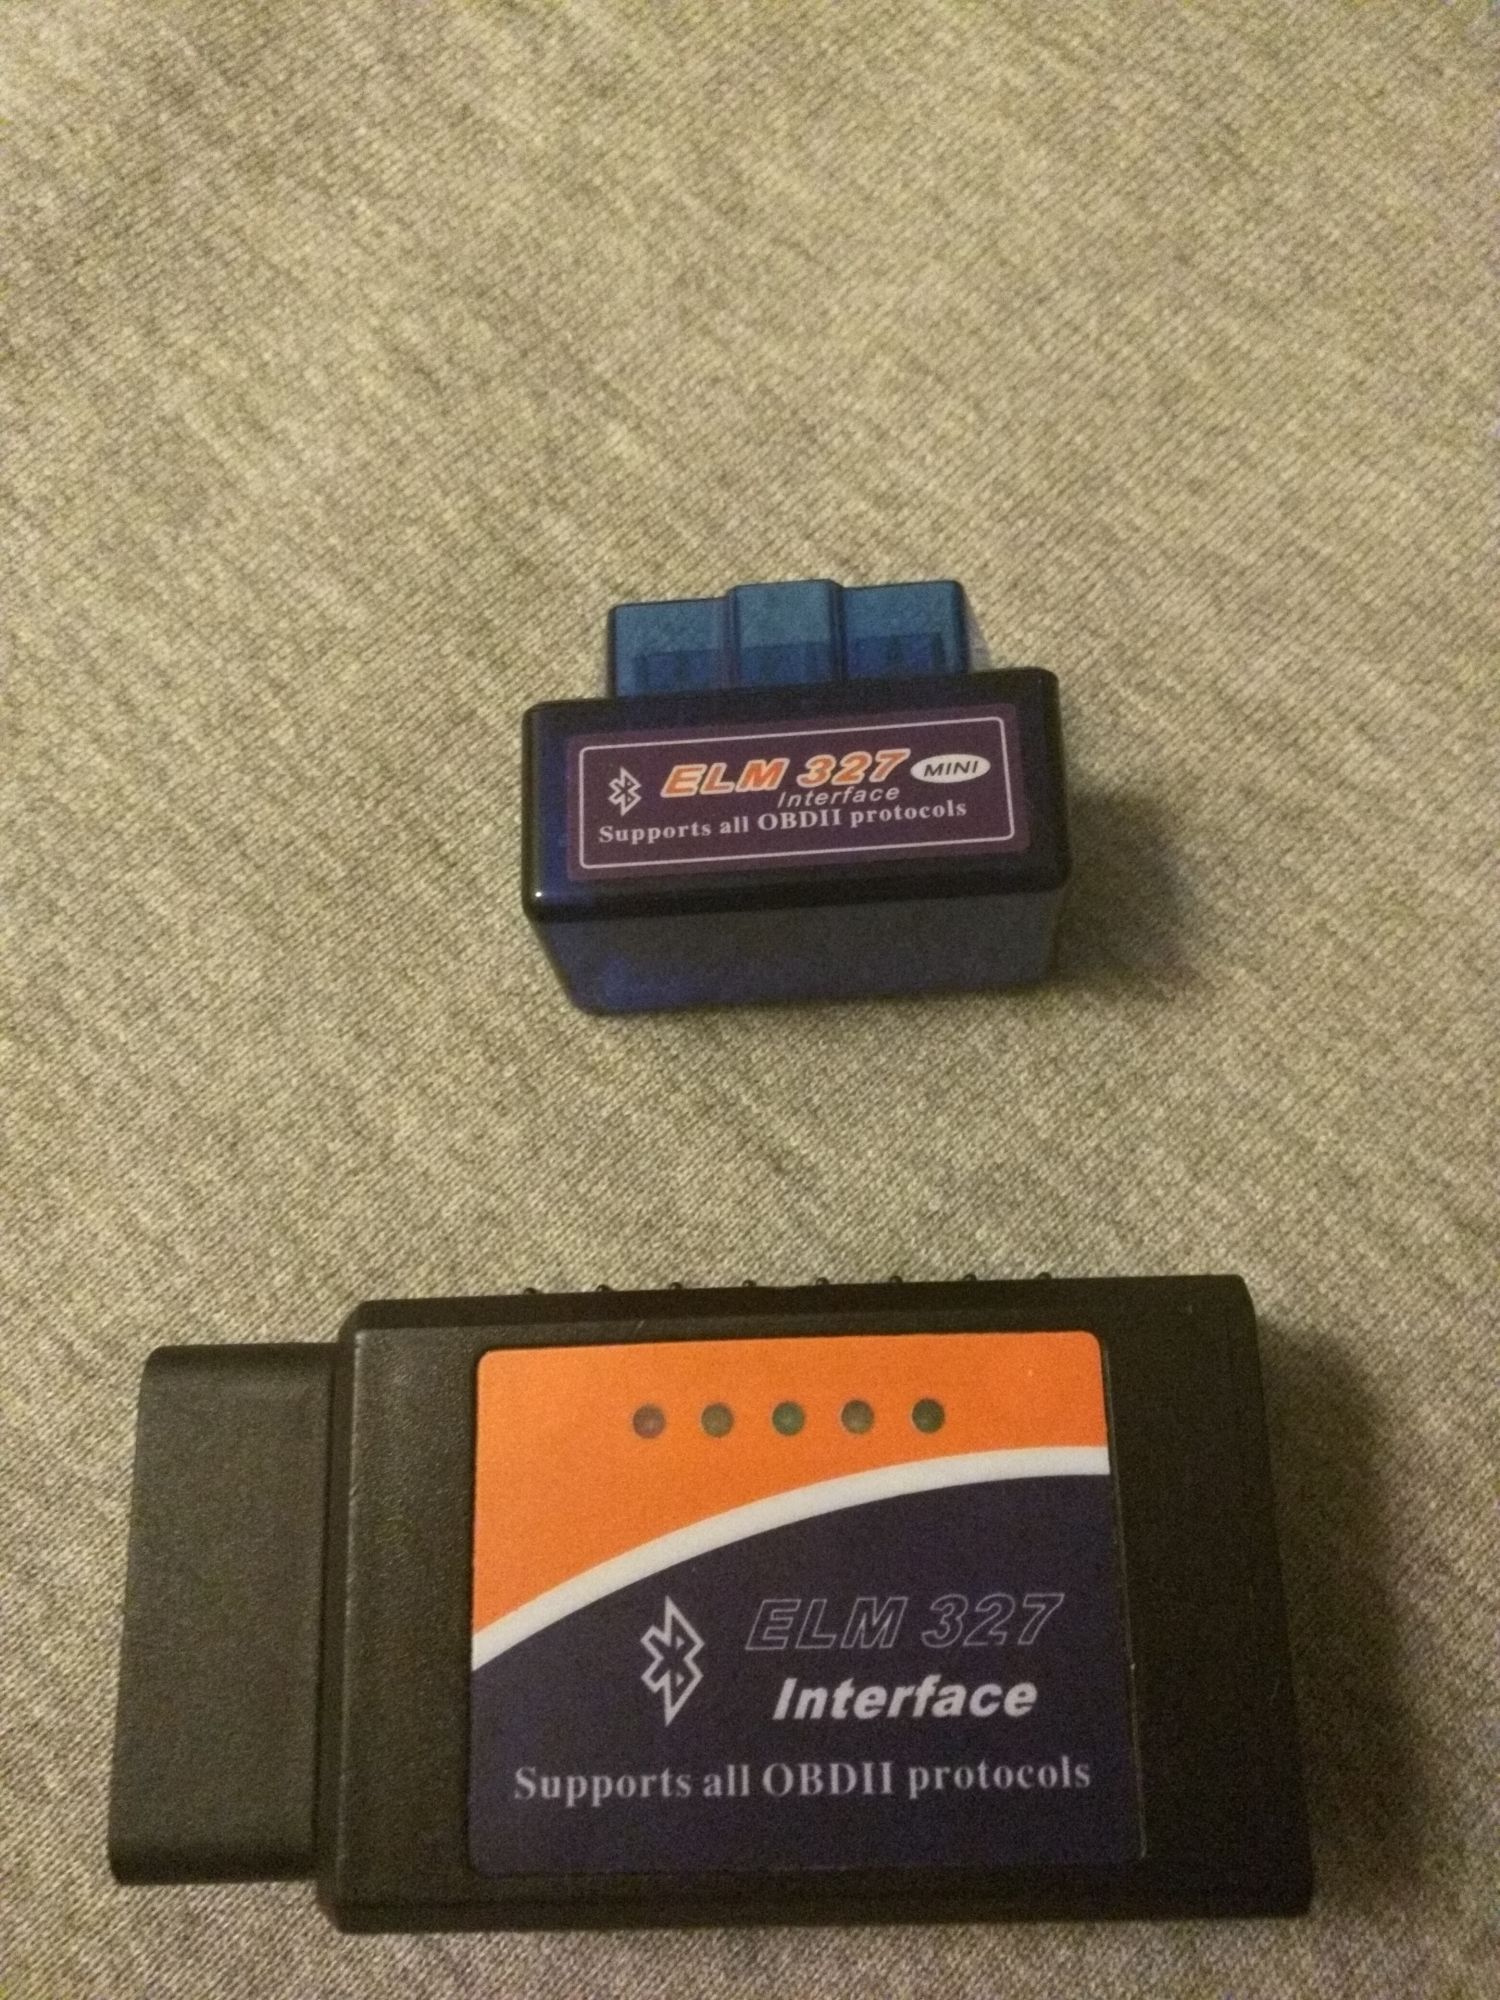 ELM 327 MINI
Interface
Supports all OBDII protocols
ELM 327
Interface
Supports all OBDII protocols